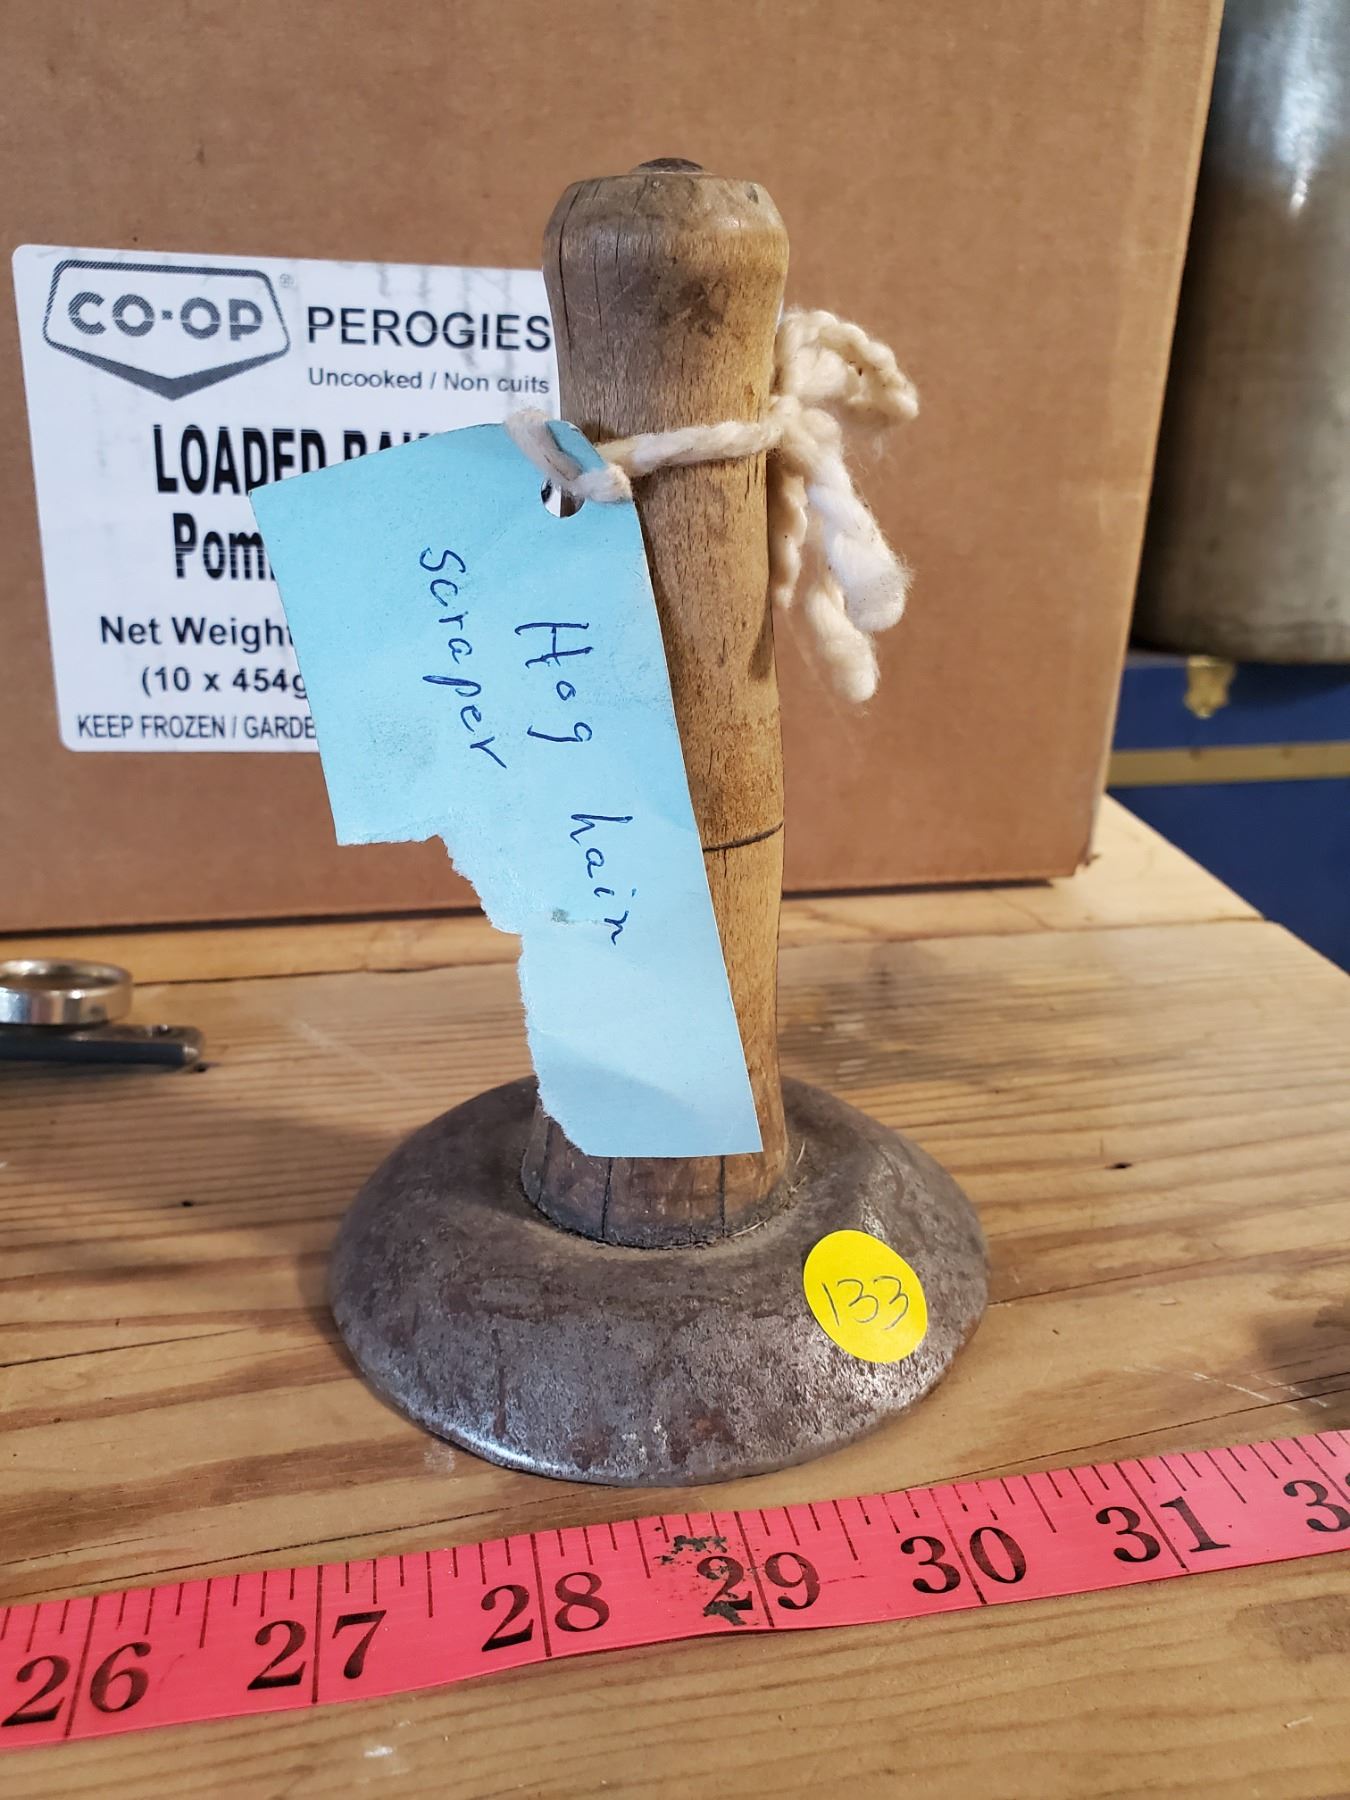 CO-OP®
PEROGIES
Uncooked / Non cuits
LOADED
Net Weight
(10 x 454g
KEEP FROZEN / GARDE
Hog hair
scraper
133
26 27 28 29 30 31